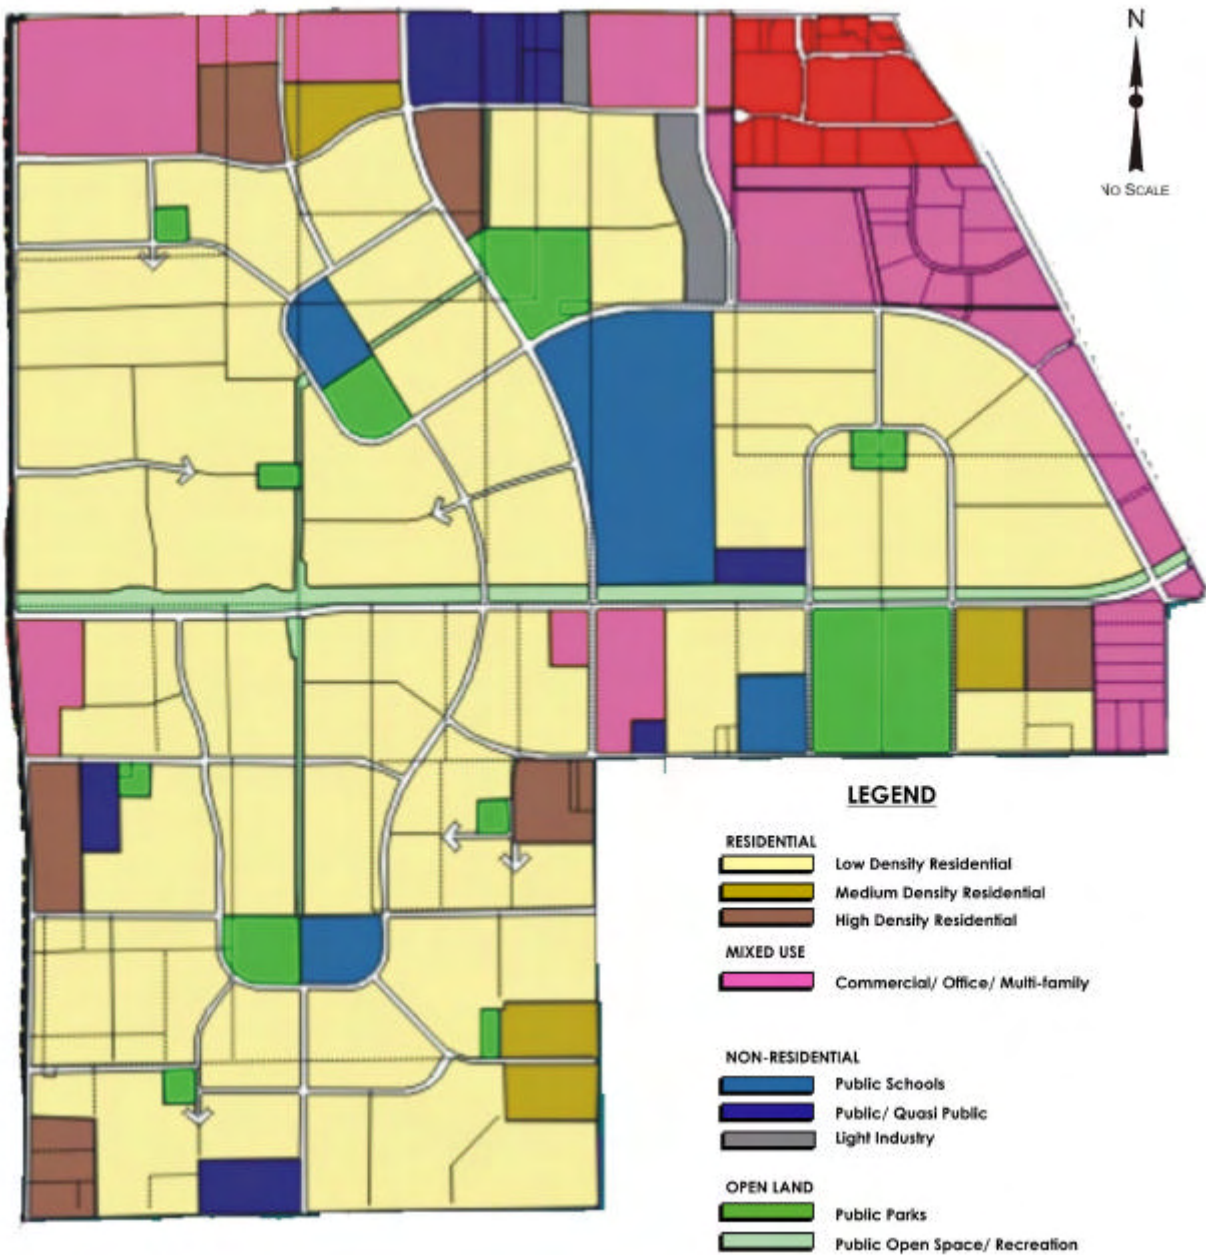 N
NO SCALE
LEGEND
RESIDENTIAL
Low Density Residential
Medium Density Residential
High Density Residential
MIXED USE
Commercial/ Office/ Multi-family
NON-RESIDENTIAL
Public Schools
Public/ Quasi Public
Light Industry
OPEN LAND
Public Parks
Public Open Space/ Recreation